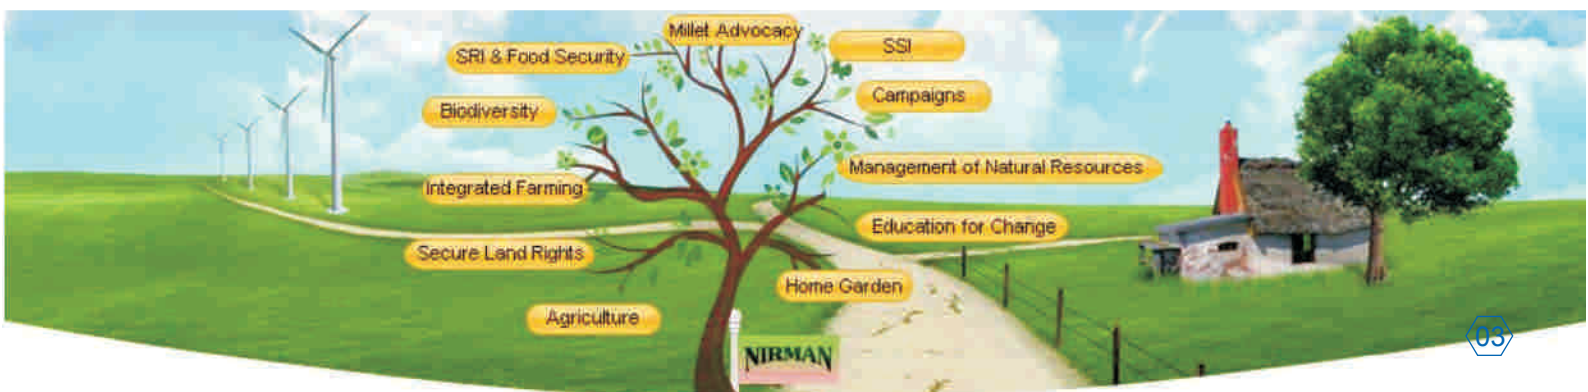 Millet Advocacy
SRI & Food Security
SSI
Biodiversity
Campaigns
Integrated Farming
Management of Natural Resources
Secure Land Rights
Education for Change
Agriculture
Home Garden
NIRMAN
03